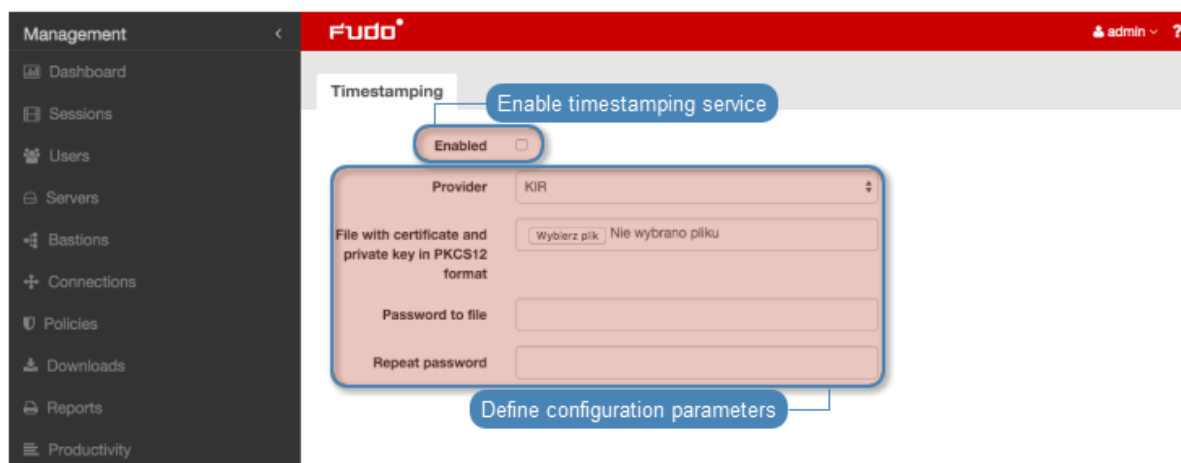 Management
Fudo
admin ?
Dashboard
Sessions
Users
Servers
Bastions
Connections
Policies
Downloads
Reports
Productivity
Timestamping
Enable timestamping service
Enabled
Provider KIR
File with certificate and
private key in PKCS12
format
Wybierz plik Nie wybrano pliku
Password to file
Repeat password
Define configuration parameters